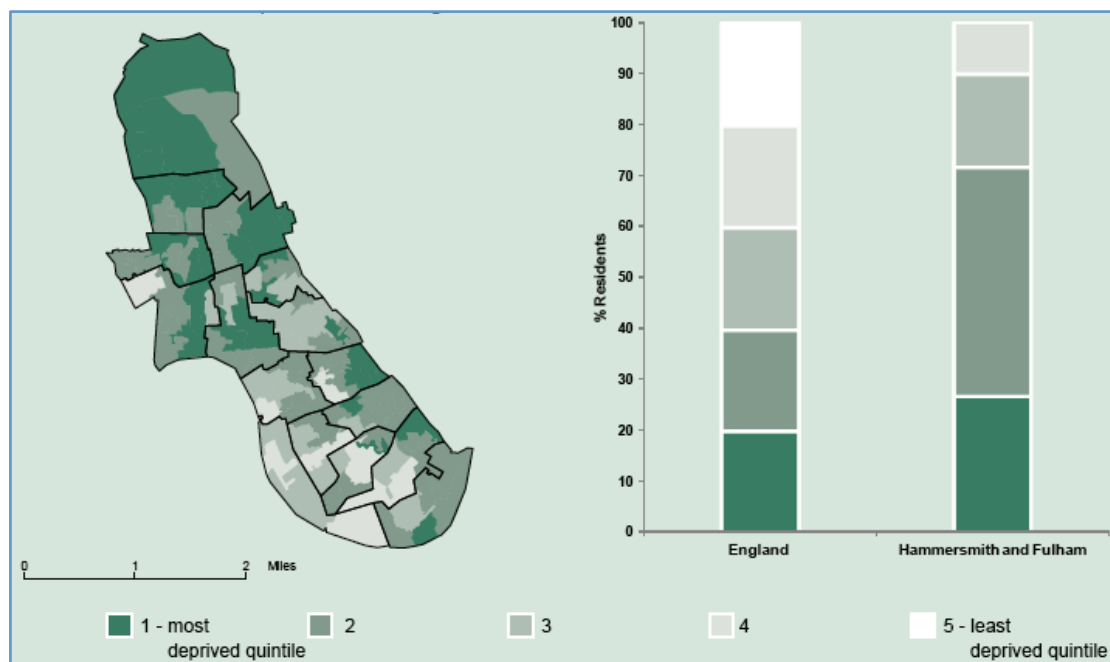 100
90
80
70
60
50
40
30
20
10
0
% Residents
England
Hammersmith and Fulham
0 1 2 Miles
1 - most
deprived quintile
2
3
4
5 - least
deprived quintile